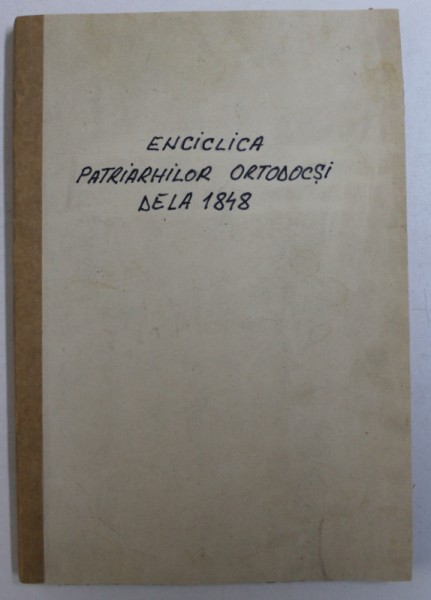 ENCICLICA
PATRIARHILOR ORTODOCȘI
DELA 1848